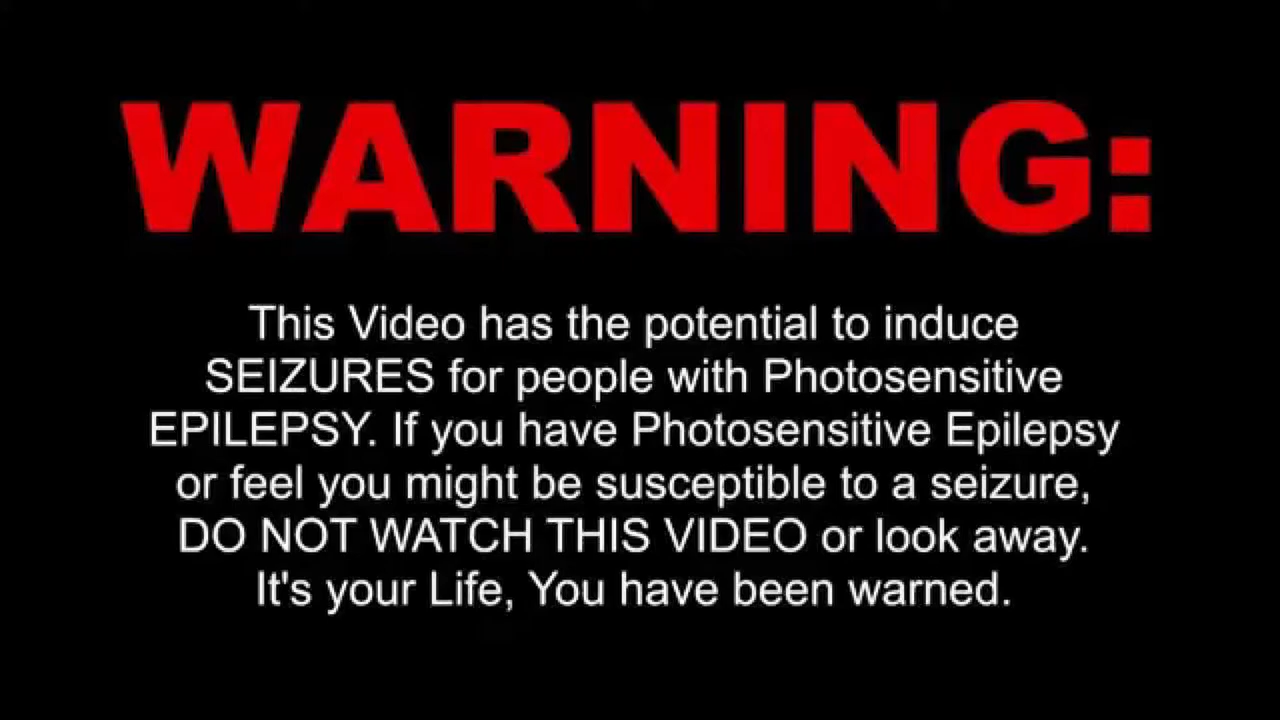 WARNING:
This Video has the potential to induce
SEIZURES for people with Photosensitive
EPILEPSY. If you have Photosensitive Epilepsy
or feel you might be susceptible to a seizure,
DO NOT WATCH THIS VIDEO or look away.
It's your Life, You have been warned.